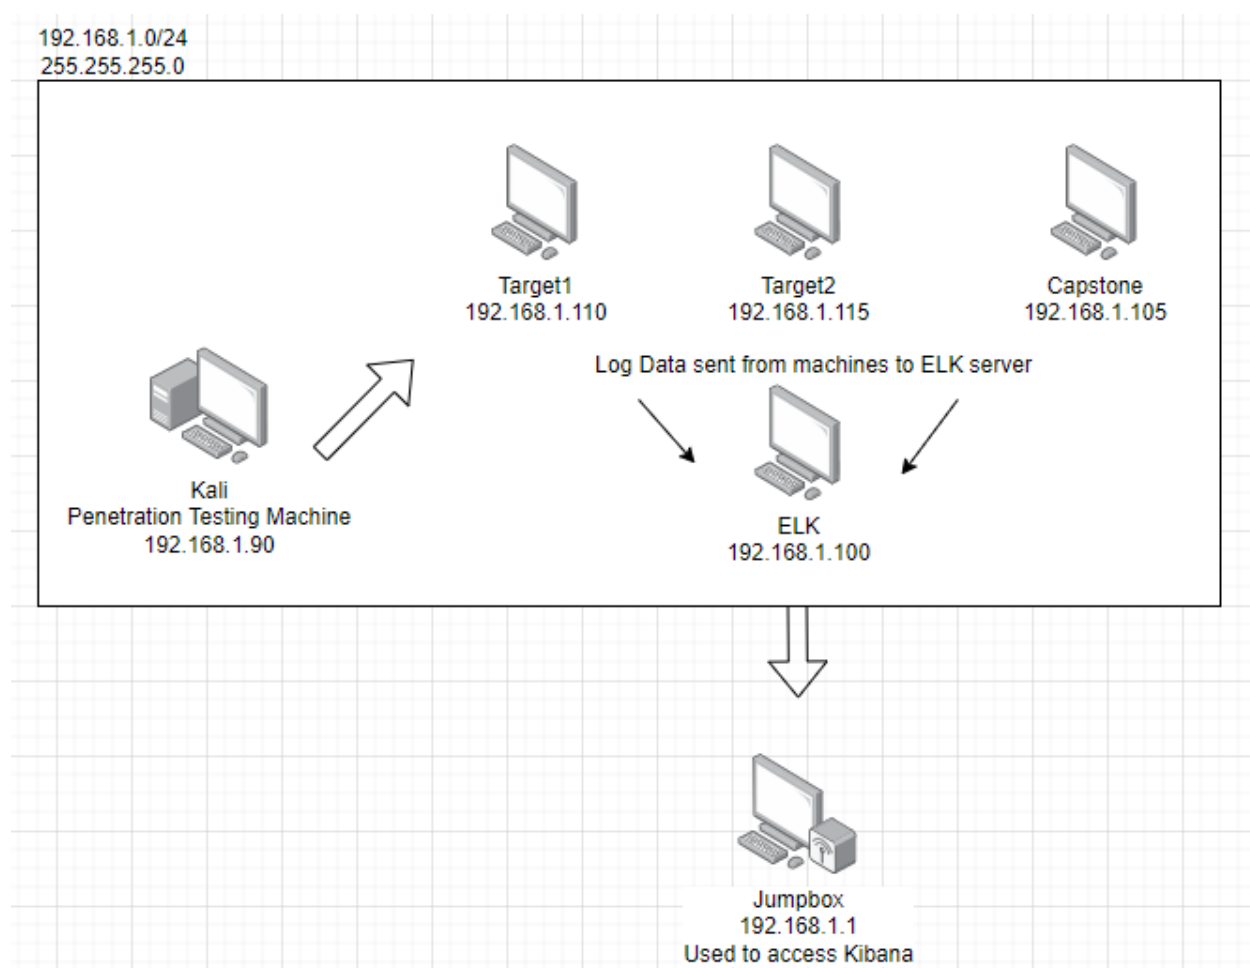 192.168.1.0/24
255.255.255.0
Target1
192.168.1.110
Target2
192.168.1.115
Capstone
192.168.1.105
Log Data sent from machines to ELK server
Kali
Penetration Testing Machine
192.168.1.90
ELK
192.168.1.100
Jumpbox
192.168.1.1
Used to access Kibana